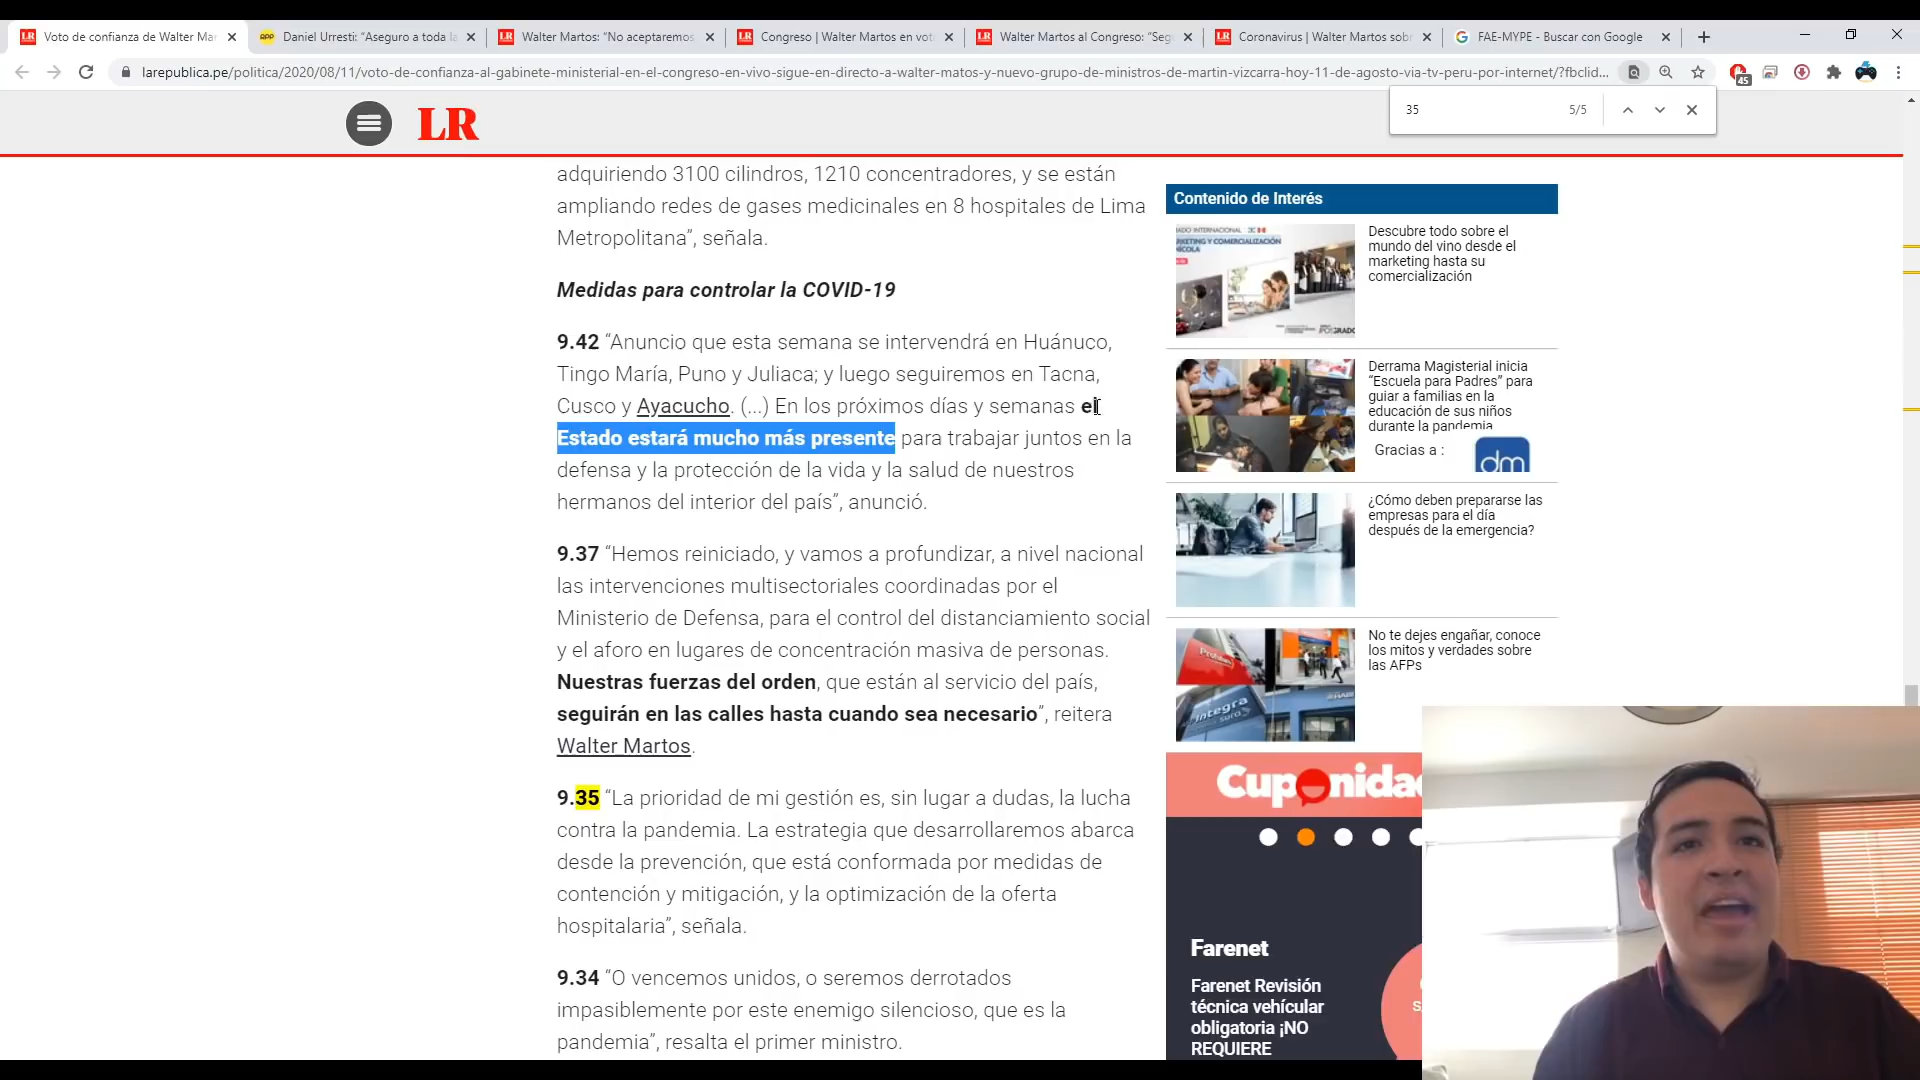 Voto de confianza de Walter Ma
Daniel Urresti: “Aseguro a toda la
Walter Martos: “No aceptaremos
Congreso | Walter Martos en vot
Walter Martos al Congreso: “Seg
Coronavirus | Walter Martos sob
FAE-MYPE - Buscar con Google
larepublica.pe/politica/2020/08/11/voto-de-confianza-al-gabinete-ministerial-en-el-congreso-en-vivo-sigue-en-directo-a-walter-matos-y-nuevo-grupo-de-ministros-de-martin-vizcarra-hoy-11-de-agosto-via-tv-peru-por-internet/?fbclid...
45
35
5/5
LR
adquiriendo 3100 cilindros, 1210 concentradores, y se están
ampliando redes de gases medicinales en 8 hospitales de Lima
Metropolitana”, señala.
Medidas para controlar la COVID-19
9.42 “Anuncio que esta semana se intervendrá en Huánuco,
Tingo María, Puno y Juliaca; y luego seguiremos en Tacna,
Cusco y Ayacucho. (...) En los próximos días y semanas el
Estado estará mucho más presente para trabajar juntos en la
defensa y la protección de la vida y la salud de nuestros
hermanos del interior del país”, anunció.
9.37 “Hemos reiniciado, y vamos a profundizar, a nivel nacional
las intervenciones multisectoriales coordinadas por el
Ministerio de Defensa, para el control del distanciamiento social
y el aforo en lugares de concentración masiva de personas.
Nuestras fuerzas del orden, que están al servicio del país,
seguirán en las calles hasta cuando sea necesario”, reitera
Walter Martos.
9.35 “La prioridad de mi gestión es, sin lugar a dudas, la lucha
contra la pandemia. La estrategia que desarrollaremos abarca
desde la prevención, que está conformada por medidas de
contención y mitigación, y la optimización de la oferta
hospitalaria”, señala.
9.34 “O vencemos unidos, o seremos derrotados
impasiblemente por este enemigo silencioso, que es la
pandemia”, resalta el primer ministro.
Contenido de Interés
Descubre todo sobre el
mundo del vino desde el
marketing hasta su
comercialización
Derrama Magisterial inicia
“Escuela para Padres” para
guiar a familias en la
educación de sus niños
durante la pandemia
Gracias a :
dm
¿Cómo deben prepararse las
empresas para el día
después de la emergencia?
No te dejes engañar, conoce
los mitos y verdades sobre
las AFPs
Integra
Cuponida
Farenet
Farenet Revisión
técnica vehícular
obligatoria ¡NO
REQUIERE